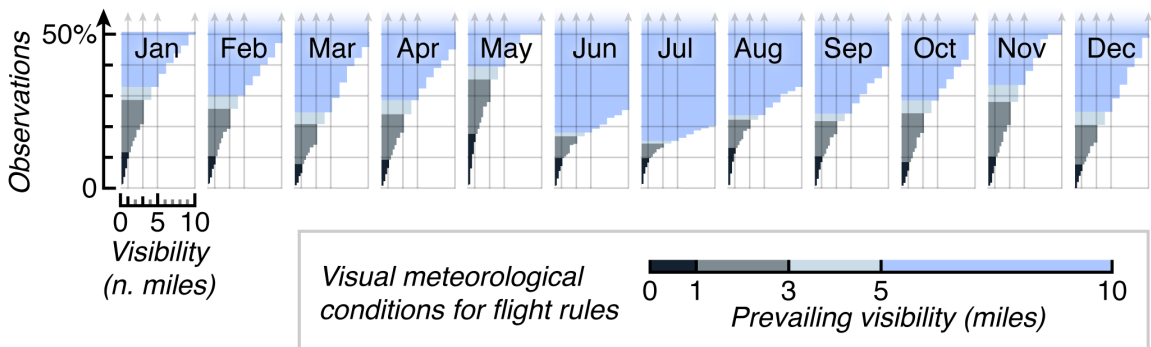 50%
Observations
0
Jan
Feb
Mar
Apr
May
Jun
Jul
Aug
Sep
Oct
Nov
Dec
0 5 10
Visibility
(n. miles)
Visual meteorological
conditions for flight rules
0 1 3 5 10
Prevailing visibility (miles)